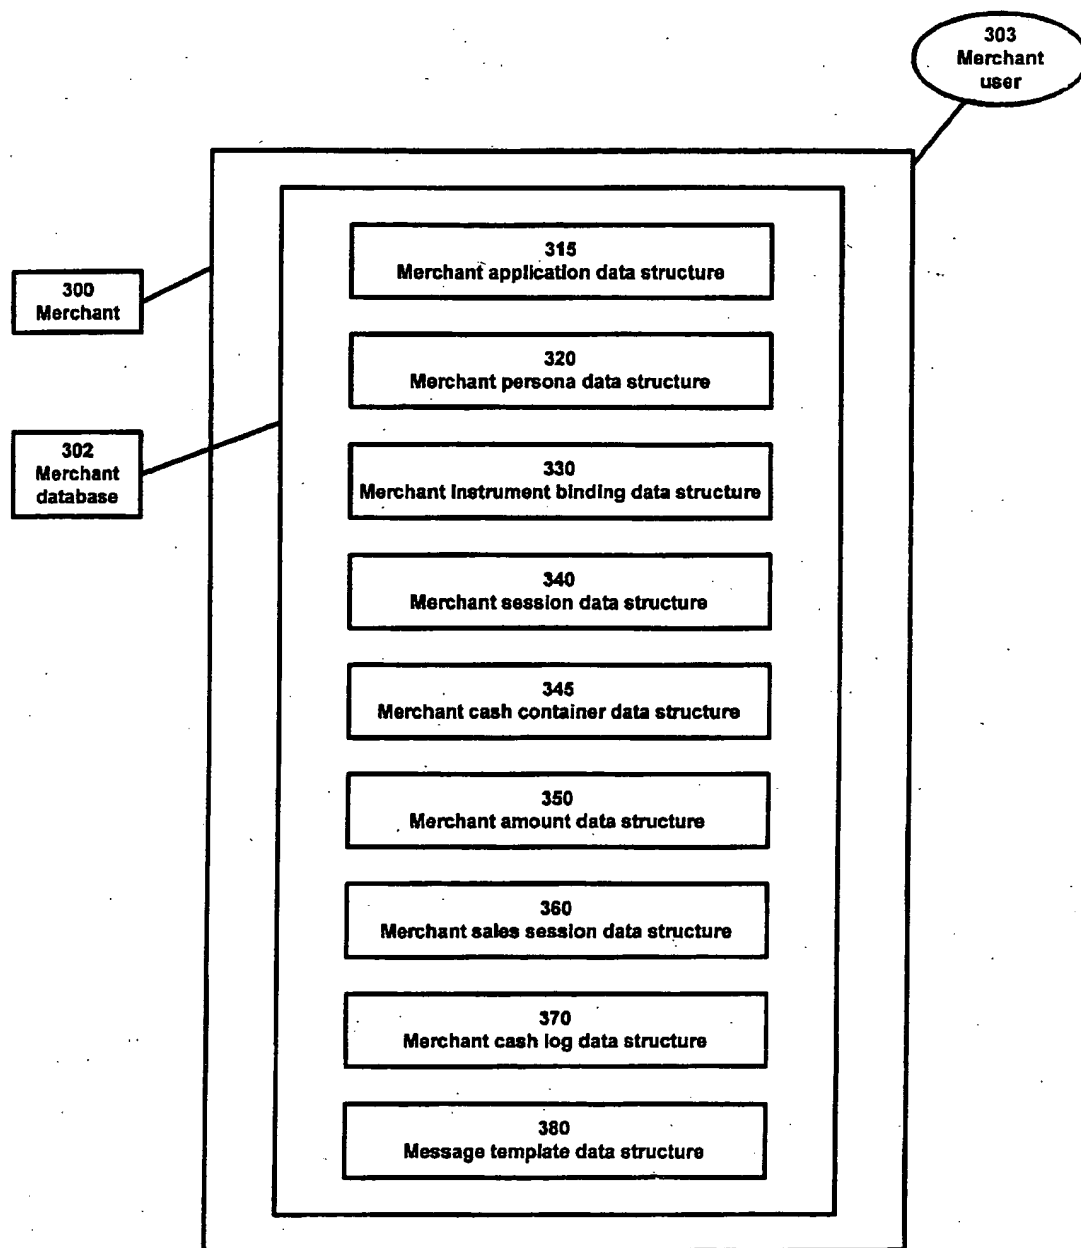 303
Merchant
user
315
Merchant application data structure
300
Merchant
320
Merchant persona data structure
302
Merchant
database
330
Merchant instrument binding data structure
340
Merchant session data structure
345
Merchant cash container data structure
350
Merchant amount data structure
360
Merchant sales session data structure
370
Merchant cash log data structure
380
Message template data structure